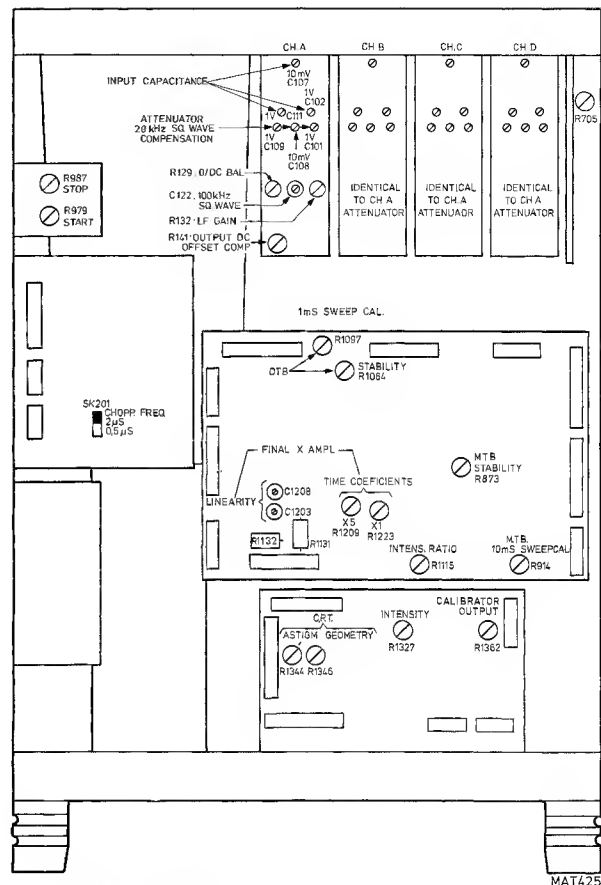 CH.A
CH.B
CH.C
CH.D
INPUT CAPACITANCE
10mV
C107
1V
C102
1V
C111
ATTENUATOR
20 kHz SQ. WAVE
COMPENSATION
1V
C109
10mV
C108
1V
C101
R705
R987
STOP
R979
START
R129.0/DC BAL
C122.100kHz
SQ WAVE
R132·LF GAIN
R141·OUTPUT DC
OFFSET COMP
IDENTICAL
TO CH.A
ATTENUATOR
IDENTICAL
TO CH.A
ATTENUATOR
IDENTICAL
TO CH.A
ATTENUATOR
1mS SWEEP CAL.
R1097
DTB
STABILITY
R1064
SK201
CHOPP. FREQ
2µS
0,5µS
FINAL X AMPL
M.T.B.
STABILITY
R873
LINEARITY
C1208
C1203
TIME COEFICIENTS
X5
R1209
X1
R1223
R1132
R1131
INTENS. RATIO
R1115
M.T.B.
10mS SWEEPCAL
R914
C.R.T.
ASTIGM GEOMETRY
R1344
R1346
INTENSITY
R1327
CALIBRATOR
OUTPUT
R1362
MAT425